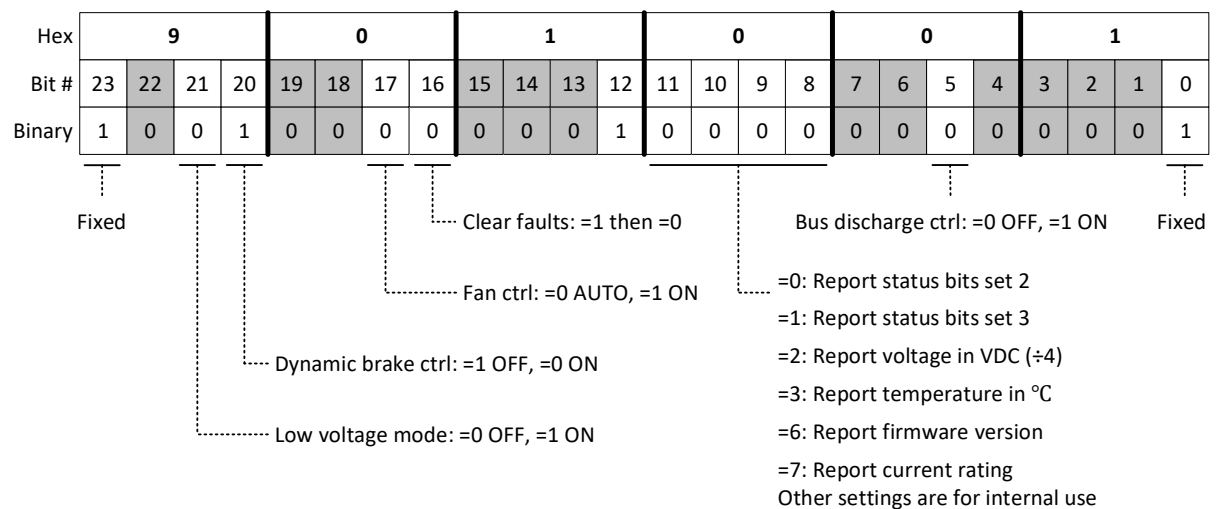 Hex 9 0 1 0 0 1
Bit # 23 22 21 20 19 18 17 16 15 14 13 12 11 10 9 8 7 6 5 4 3 2 1 0
Binary 1 0 0 1 0 0 0 0 0 0 0 1 0 0 0 0 0 0 0 0 0 0 0 1
Fixed
Clear faults: =1 then =0
Bus discharge ctrl: =0 OFF, =1 ON
Fixed
Fan ctrl: =0 AUTO, =1 ON
Dynamic brake ctrl: =1 OFF, =0 ON
Low voltage mode: =0 OFF, =1 ON
=0: Report status bits set 2
=1: Report status bits set 3
=2: Report voltage in VDC (÷4)
=3: Report temperature in °C
=6: Report firmware version
=7: Report current rating
Other settings are for internal use